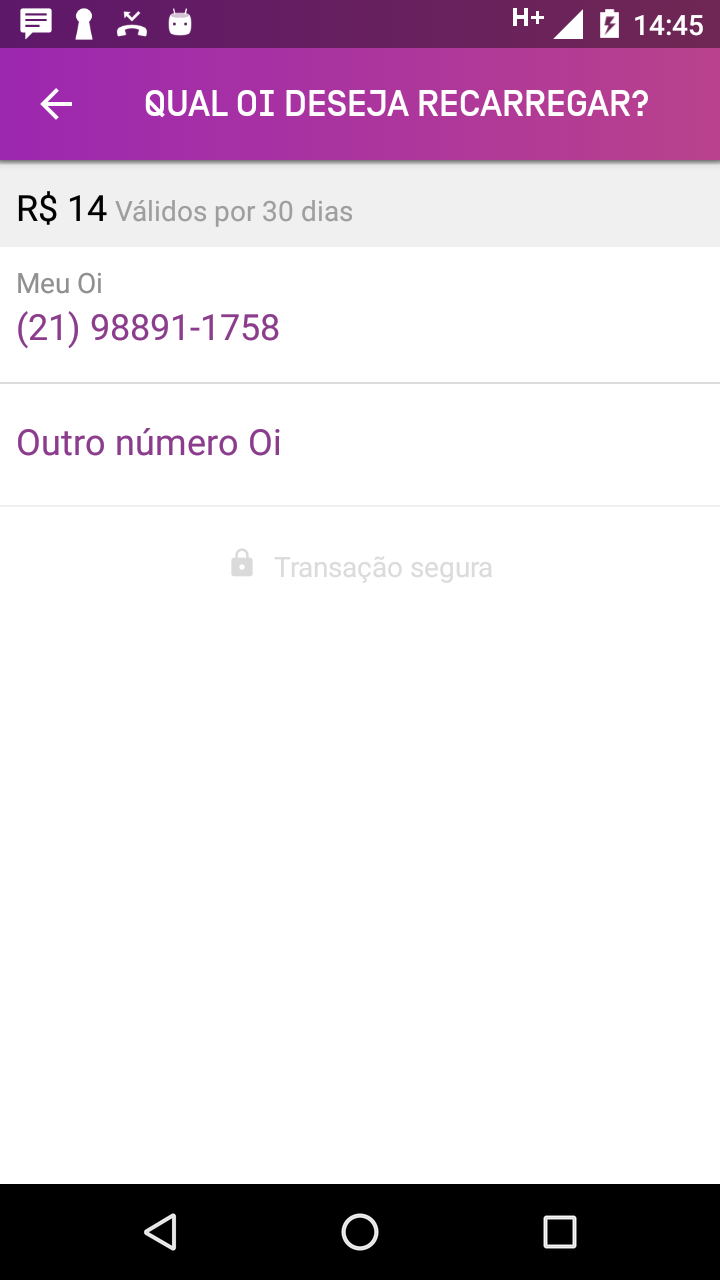 H+ 14:45
QUAL OI DESEJA RECARREGAR?
R$ 14 Válidos por 30 dias
Meu Oi
(21) 98891-1758
Outro número Oi
Transação segura